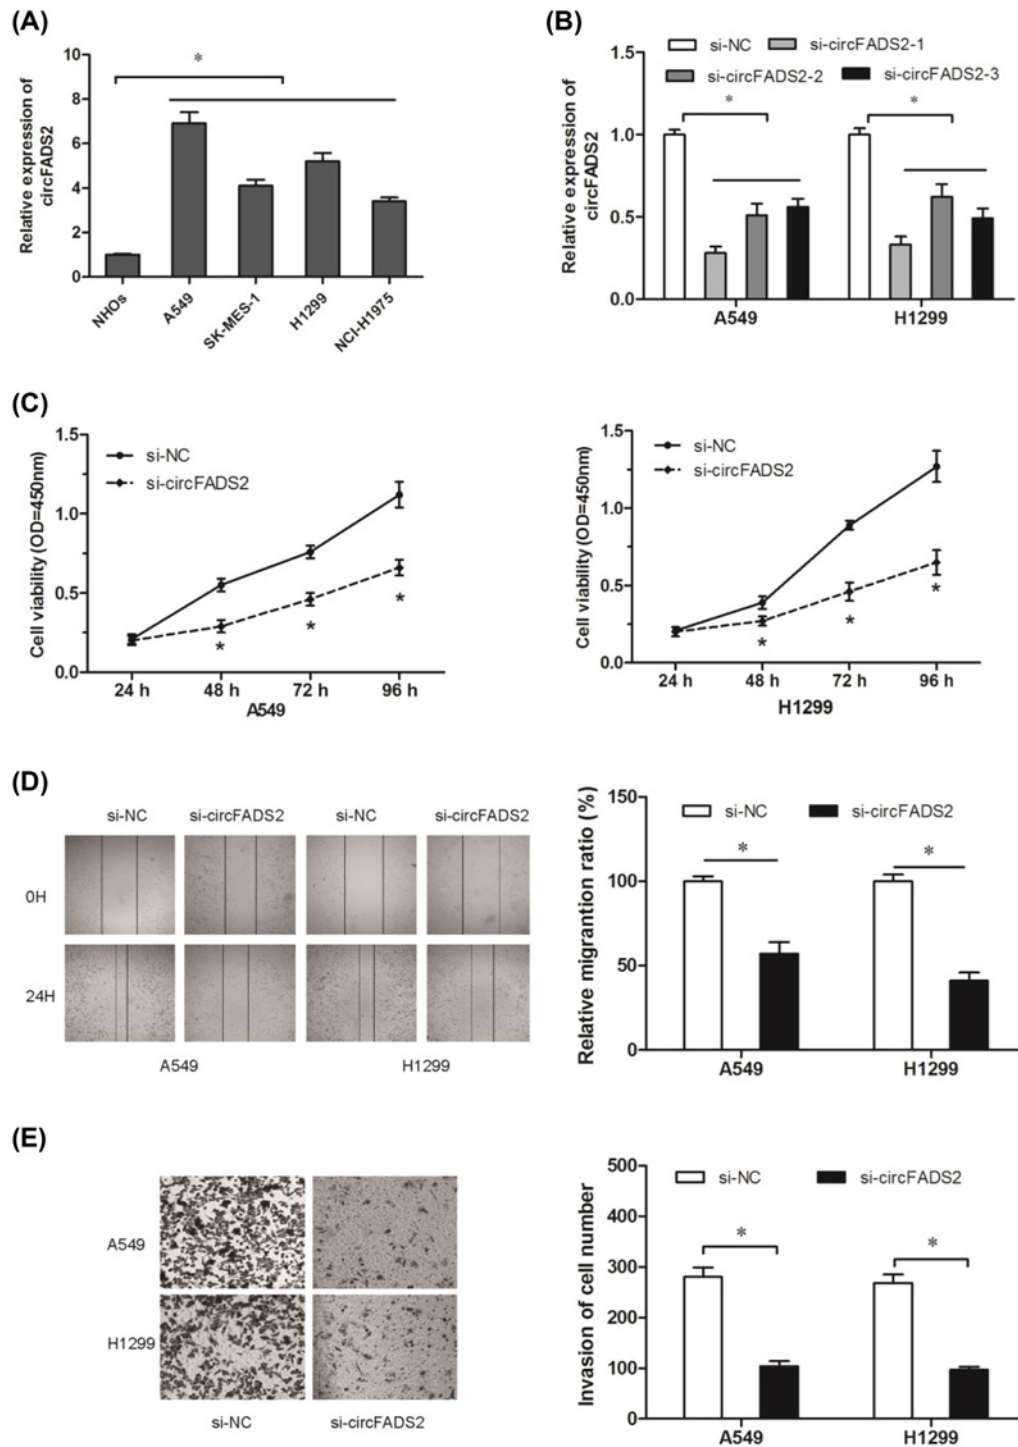 (A)
Relative expression of
circFADS2
10
8
6
4
2
0
*
NHOs
A549
SK-MES-1
H1299
NCI-H1975
(B)
si-NC
si-circFADS2-1
si-circFADS2-2
si-circFADS2-3
Relative expression of
circFADS2
1.0
0.5
0.0
*
*
A549
H1299
(C)
Cell viability (OD=450nm)
1.5
1.0
0.5
0.0
si-NC
si-circFADS2
*
*
*
24 h
48 h
72 h
96 h
A549
Cell viability (OD=450nm)
1.5
1.0
0.5
0.0
si-NC
si-circFADS2
*
*
*
24 h
48 h
72 h
96 h
H1299
(D)
si-NC
si-circFADS2
si-NC
si-circFADS2
0H
24H
A549
H1299
Relative migrantion ratio (%)
150
100
50
0
si-NC
si-circFADS2
*
*
A549
H1299
(E)
A549
H1299
si-NC
si-circFADS2
Invasion of cell number
500
400
300
200
100
0
si-NC
si-circFADS2
*
*
A549
H1299